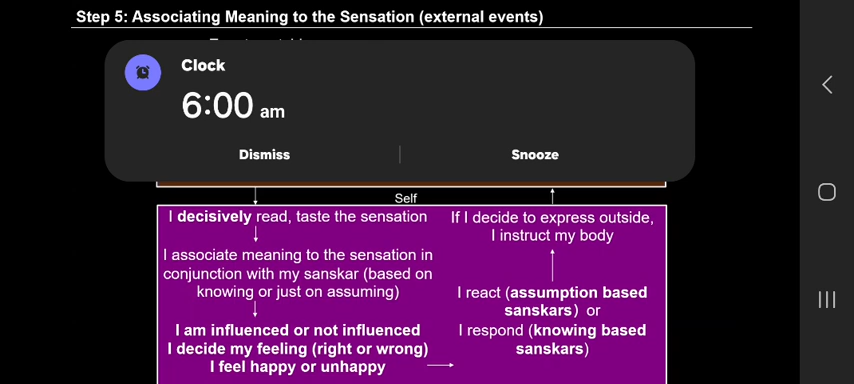 Step 5: Associating Meaning to the Sensation (external events)
Clock
6:00 am
Dismiss
Snooze
Self
I decisively read, taste the sensation
I associate meaning to the sensation in
conjunction with my sanskar (based on
knowing or just on assuming)
I am influenced or not influenced
I decide my feeling (right or wrong)
I feel happy or unhappy
If I decide to express outside,
I instruct my body
I react (assumption based
sanskars) or
I respond (knowing based
sanskars)